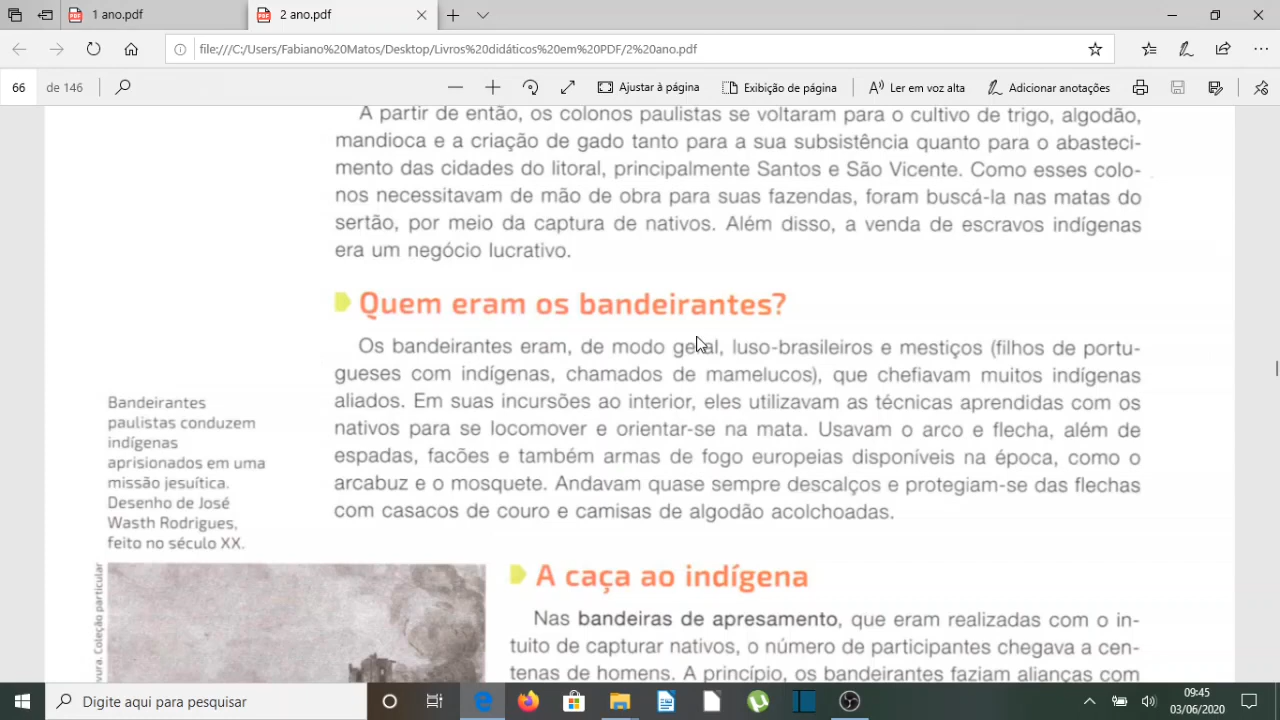 1 ano.pdf
2 ano.pdf
file:///C:/Users/Fabiano%20Matos/Desktop/Livros%20didáticos%20em%20PDF/2%20ano.pdf
66 de 146
Ajustar à página
Exibição de página
Ler em voz alta
Adicionar anotações
A partir de então, os colonos paulistas se voltaram para o cultivo de trigo, algodão,
mandioca e a criação de gado tanto para a sua subsistência quanto para o abasteci-
mento das cidades do litoral, principalmente Santos e São Vicente. Como esses colo-
nos necessitavam de mão de obra para suas fazendas, foram buscá-la nas matas do
sertão, por meio da captura de nativos. Além disso, a venda de escravos indígenas
era um negócio lucrativo.
Quem eram os bandeirantes?
Os bandeirantes eram, de modo geral, luso-brasileiros e mestiços (filhos de portu-
gueses com indígenas, chamados de mamelucos), que chefiavam muitos indígenas
aliados. Em suas incursões ao interior, eles utilizavam as técnicas aprendidas com os
nativos para se locomover e orientar-se na mata. Usavam o arco e flecha, além de
espadas, facões e também armas de fogo europeias disponíveis na época, como o
arcabuz e o mosquete. Andavam quase sempre descalços e protegiam-se das flechas
com casacos de couro e camisas de algodão acolchoadas.
Bandeirantes
paulistas conduzem
indígenas
aprisionados em uma
missão jesuítica.
Desenho de José
Wasth Rodrigues,
feito no século XX.
vura. Coleção particular
A caça ao indígena
Nas bandeiras de apresamento, que eram realizadas com o in-
tuito de capturar nativos, o número de participantes chegava a cen-
tenas de homens. A princípio, os bandeirantes faziam alianças com
Digite aqui para pesquisar
09:45
03/06/2020